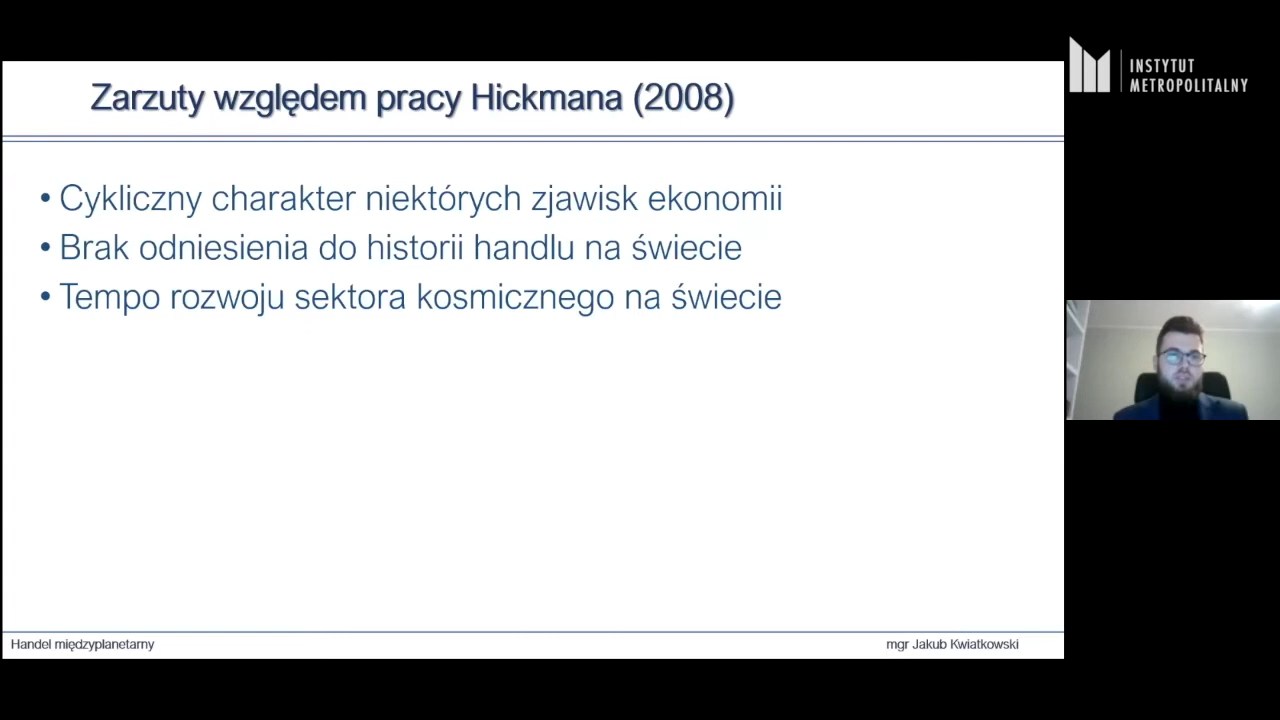 Zarzuty względem pracy Hickmana (2008)
INSTYTUT
METROPOLITALNY
• Cykliczny charakter niektórych zjawisk ekonomii
• Brak odniesienia do historii handlu na świecie
• Tempo rozwoju sektora kosmicznego na świecie
Handel międzyplanetarny
mgr Jakub Kwiatkowski